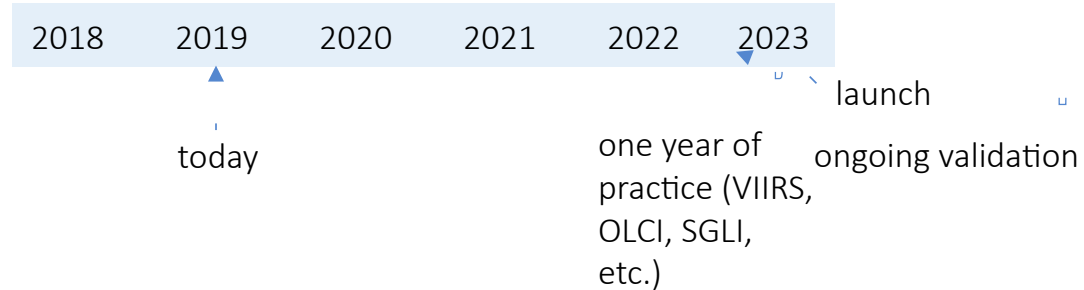 2018 2019 2020 2021 2022 2023
launch
today
one year of
practice (VIIRS,
OLCI, SGLI,
etc.)
ongoing validation